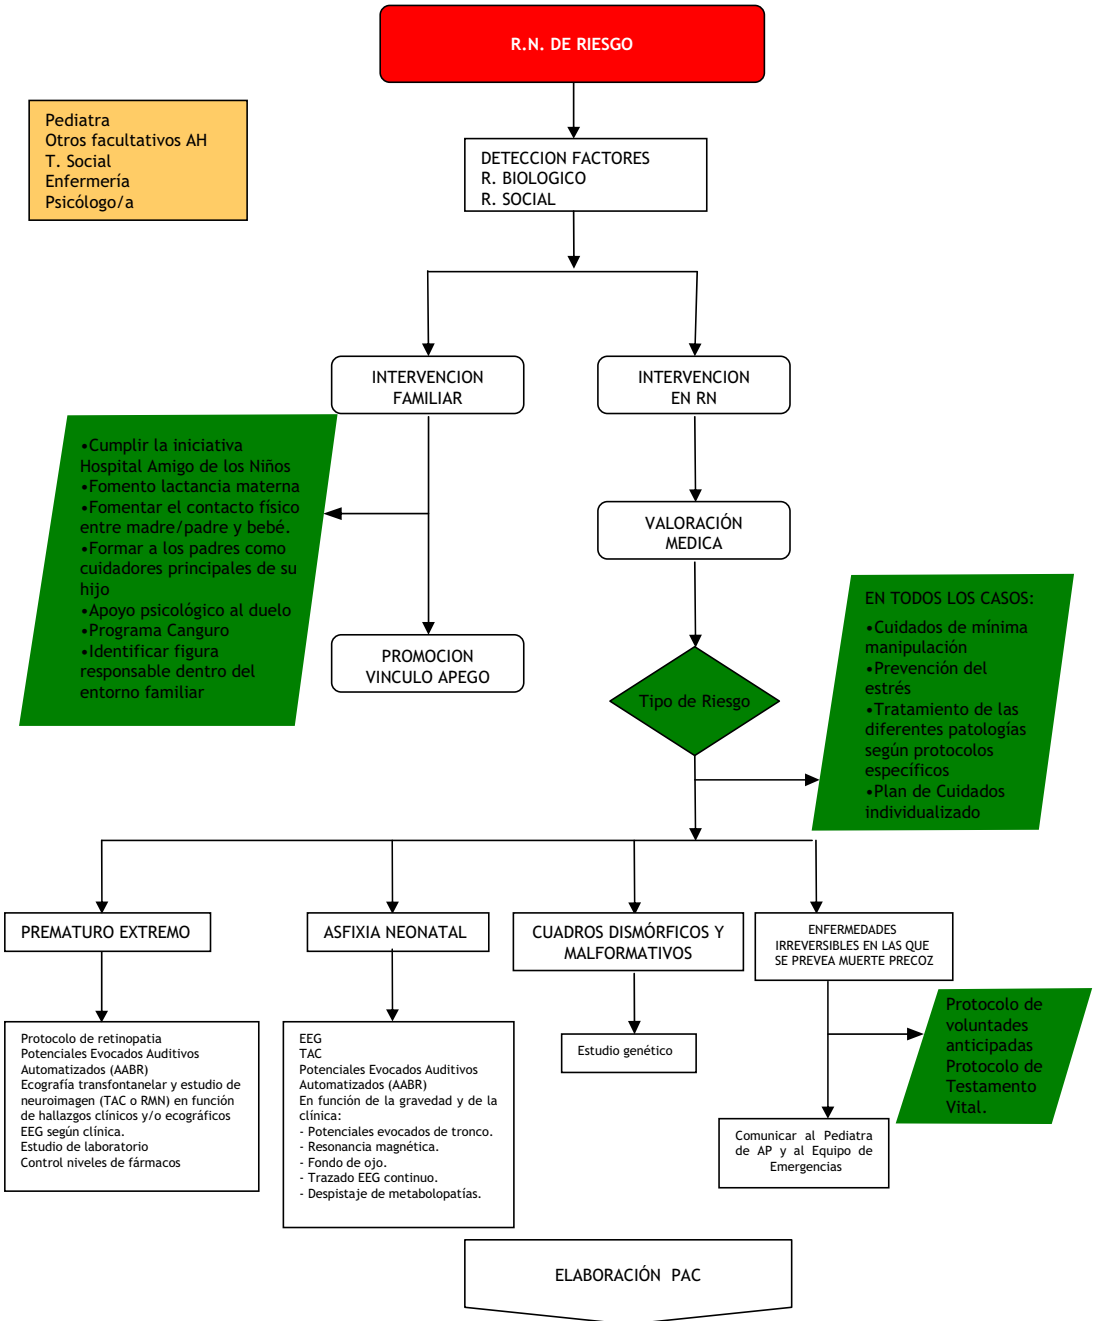 R.N. DE RIESGO
Pediatra
Otros facultativos AH
T. Social
Enfermería
Psicólogo/a
DETECCION FACTORES
R. BIOLOGICO
R. SOCIAL
INTERVENCION
FAMILIAR
INTERVENCION
EN RN
•Cumplir la iniciativa
Hospital Amigo de los Niños
•Fomento lactancia materna
•Fomentar el contacto físico
entre madre/padre y bebé.
•Formar a los padres como
cuidadores principales de su
hijo
•Apoyo psicológico al duelo
•Programa Canguro
•Identificar figura
responsable dentro del
entorno familiar
VALORACIÓN
MEDICA
PROMOCION
VINCULO APEGO
Tipo de Riesgo
EN TODOS LOS CASOS:
•Cuidados de mínima
manipulación
•Prevención del
estrés
•Tratamiento de las
diferentes patologías
según protocolos
específicos
•Plan de Cuidados
individualizado
PREMATURO EXTREMO
ASFIXIA NEONATAL
CUADROS DISMÓRFICOS Y
MALFORMATIVOS
ENFERMEDADES
IRREVERSIBLES EN LAS QUE
SE PREVEA MUERTE PRECOZ
Protocolo de retinopatia
Potenciales Evocados Auditivos
Automatizados (AABR)
Ecografía transfontanelar y estudio de
neuroimagen (TAC o RMN) en función
de hallazgos clínicos y/o ecográficos
EEG según clínica.
Estudio de laboratorio
Control niveles de fármacos
EEG
TAC
Potenciales Evocados Auditivos
Automatizados (AABR)
En función de la gravedad y de la
clínica:
- Potenciales evocados de tronco.
- Resonancia magnética.
- Fondo de ojo.
- Trazado EEG continuo.
- Despistaje de metabolopatías.
Estudio genético
Protocolo de
voluntades
anticipadas
Protocolo de
Testamento
Vital.
Comunicar al Pediatra
de AP y al Equipo de
Emergencias
ELABORACIÓN PAC